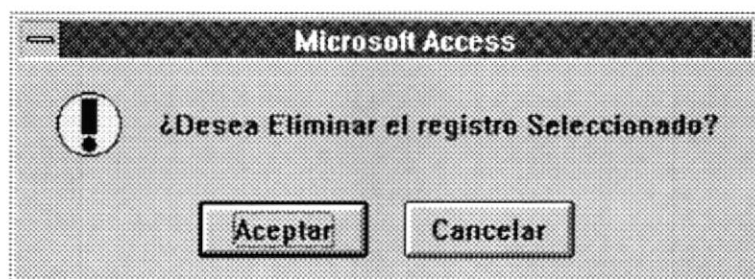 Microsoft Access
¿Desea Eliminar el registro Seleccionado?
Aceptar
Cancelar